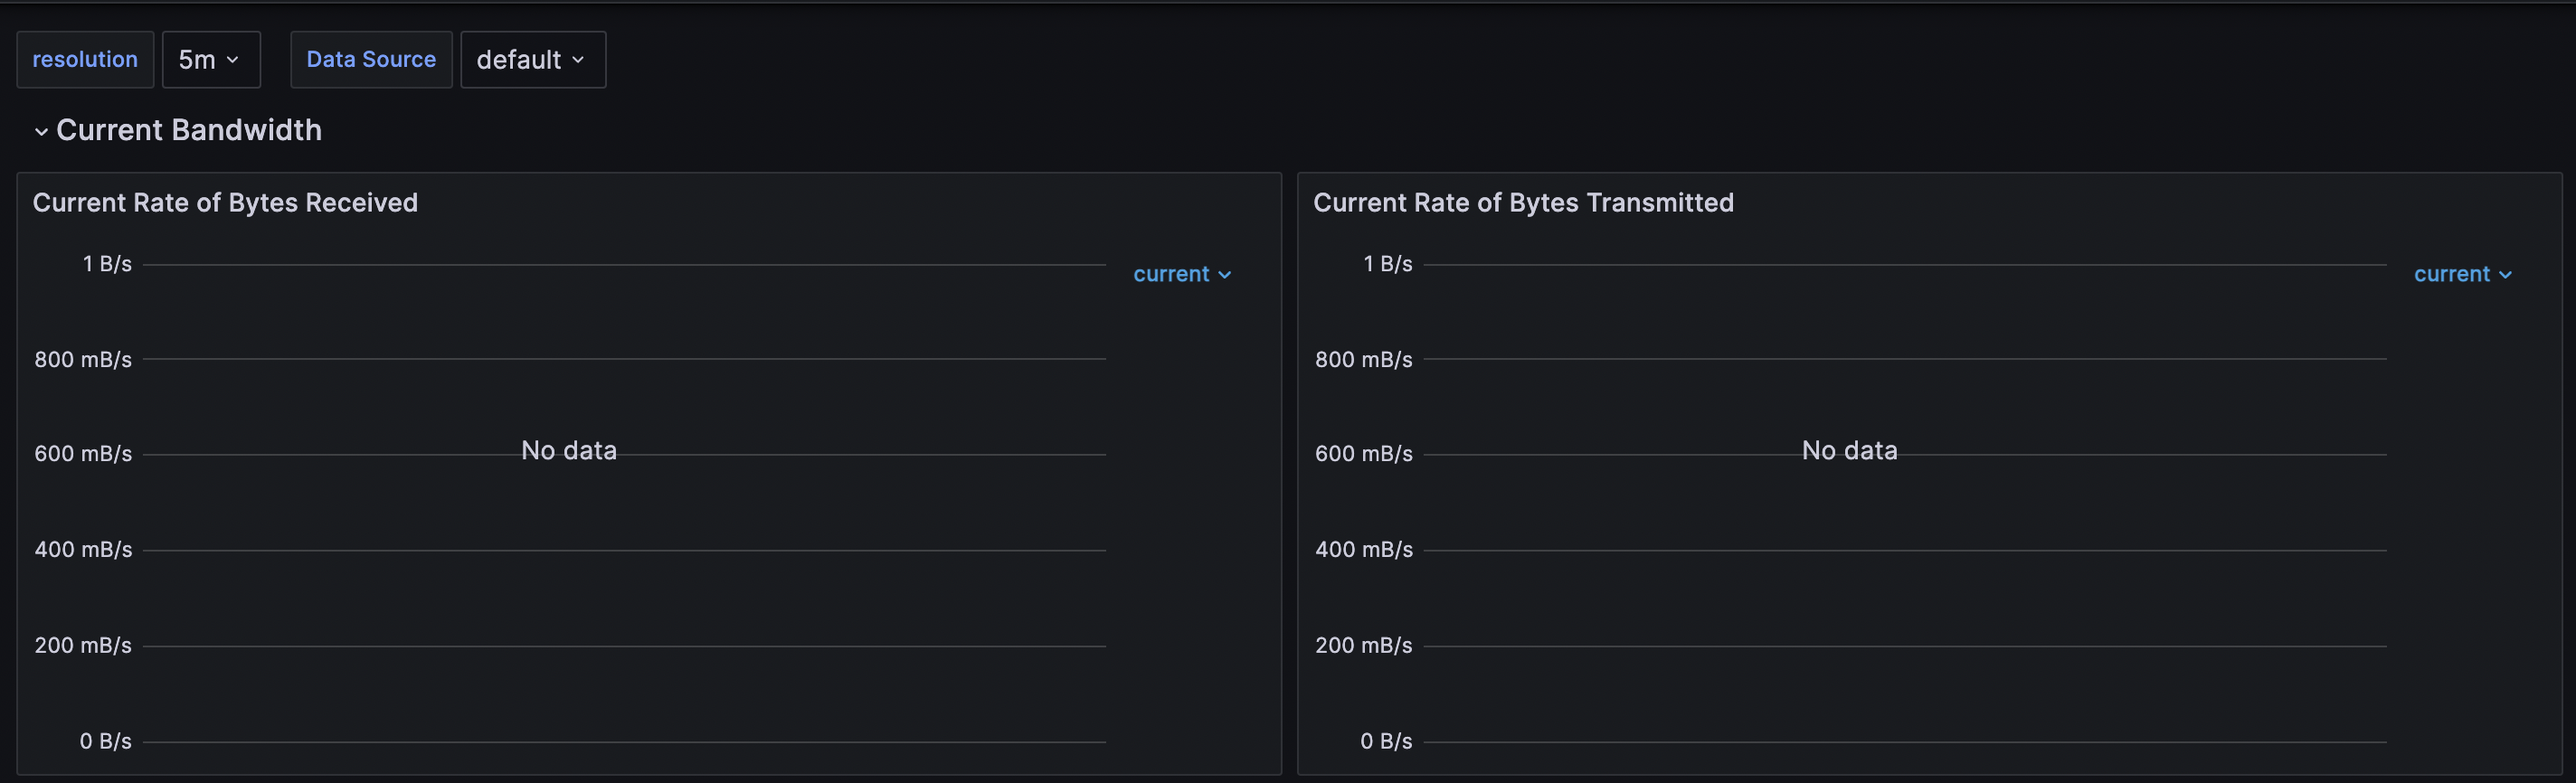 resolution 5m Data Source default
Current Bandwidth
Current Rate of Bytes Received
1 B/s
current
800 mB/s
600 mB/s
No data
400 mB/s
200 mB/s
0 B/s
Current Rate of Bytes Transmitted
1 B/s
current
800 mB/s
600 mB/s
No data
400 mB/s
200 mB/s
0 B/s